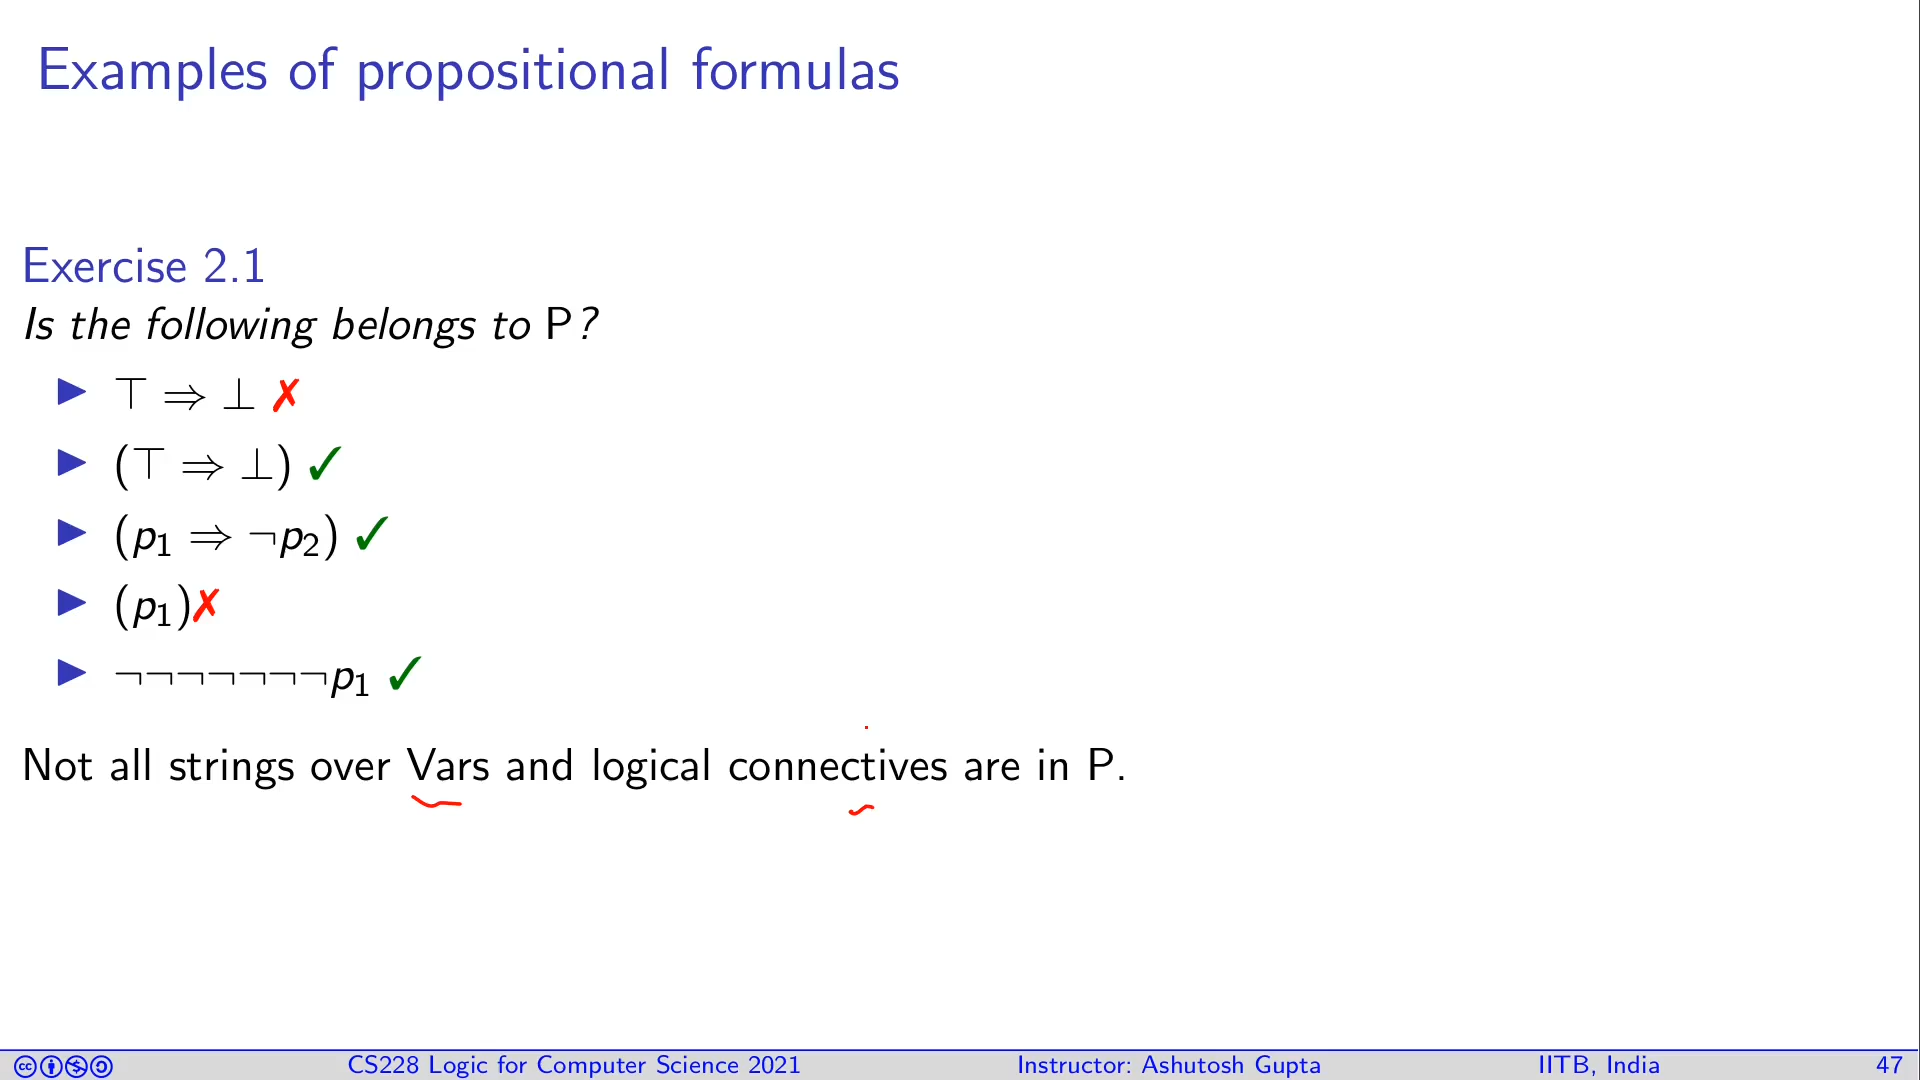 Examples of propositional formulas
Exercise 2.1
Is the following belongs to P?
▶ ⊤ ⇒ ⊥ ✗
▶ (⊤ ⇒ ⊥) ✓
▶ (p₁ ⇒ ¬p₂) ✓
▶ (p₁)✗
▶ ¬¬¬¬¬¬¬p₁ ✓
Not all strings over Vars and logical connectives are in P.
CS228 Logic for Computer Science 2021 Instructor: Ashutosh Gupta IITB, India 47